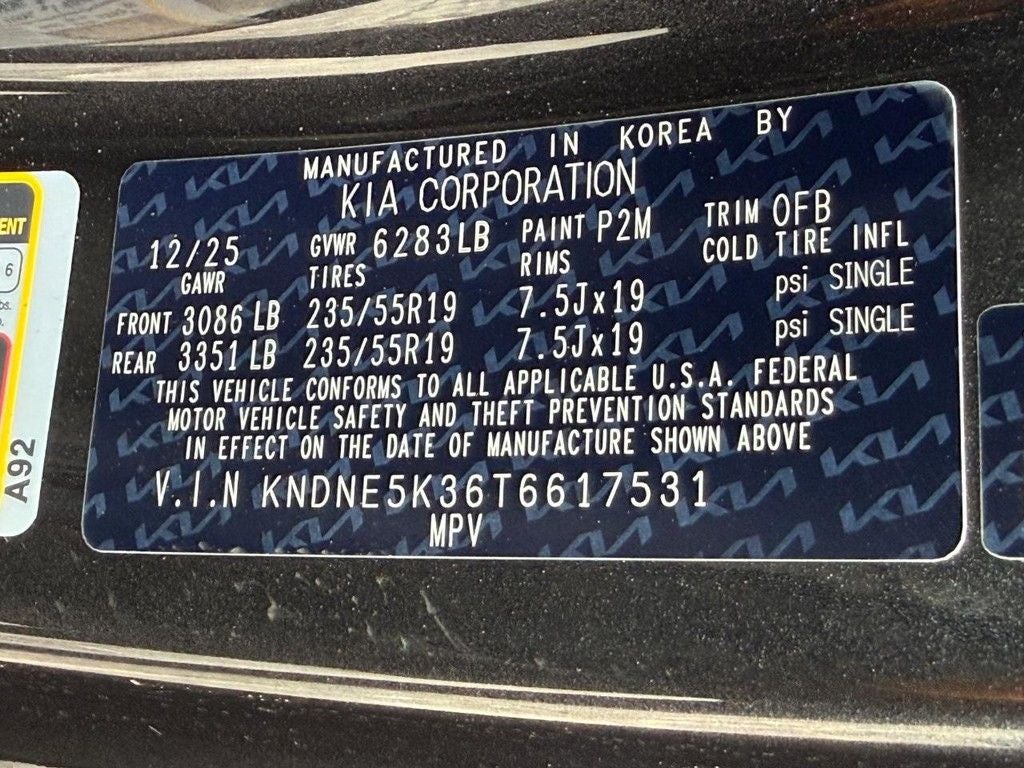 MANUFACTURED IN KOREA BY
KIA CORPORATION
12/25 GVWR 6283LB PAINT P2M TRIM OFB
GAWR TIRES RIMS COLD TIRE INFL
FRONT 3086 LB 235/55R19 7.5Jx19 psi SINGLE
REAR 3351 LB 235/55R19 7.5Jx19 psi SINGLE
THIS VEHICLE CONFORMS TO ALL APPLICABLE U.S.A. FEDERAL
MOTOR VEHICLE SAFETY AND THEFT PREVENTION STANDARDS
IN EFFECT ON THE DATE OF MANUFACTURE SHOWN ABOVE
V.I.N KNDNE5K36T6617531
MPV
ENT
6
A92